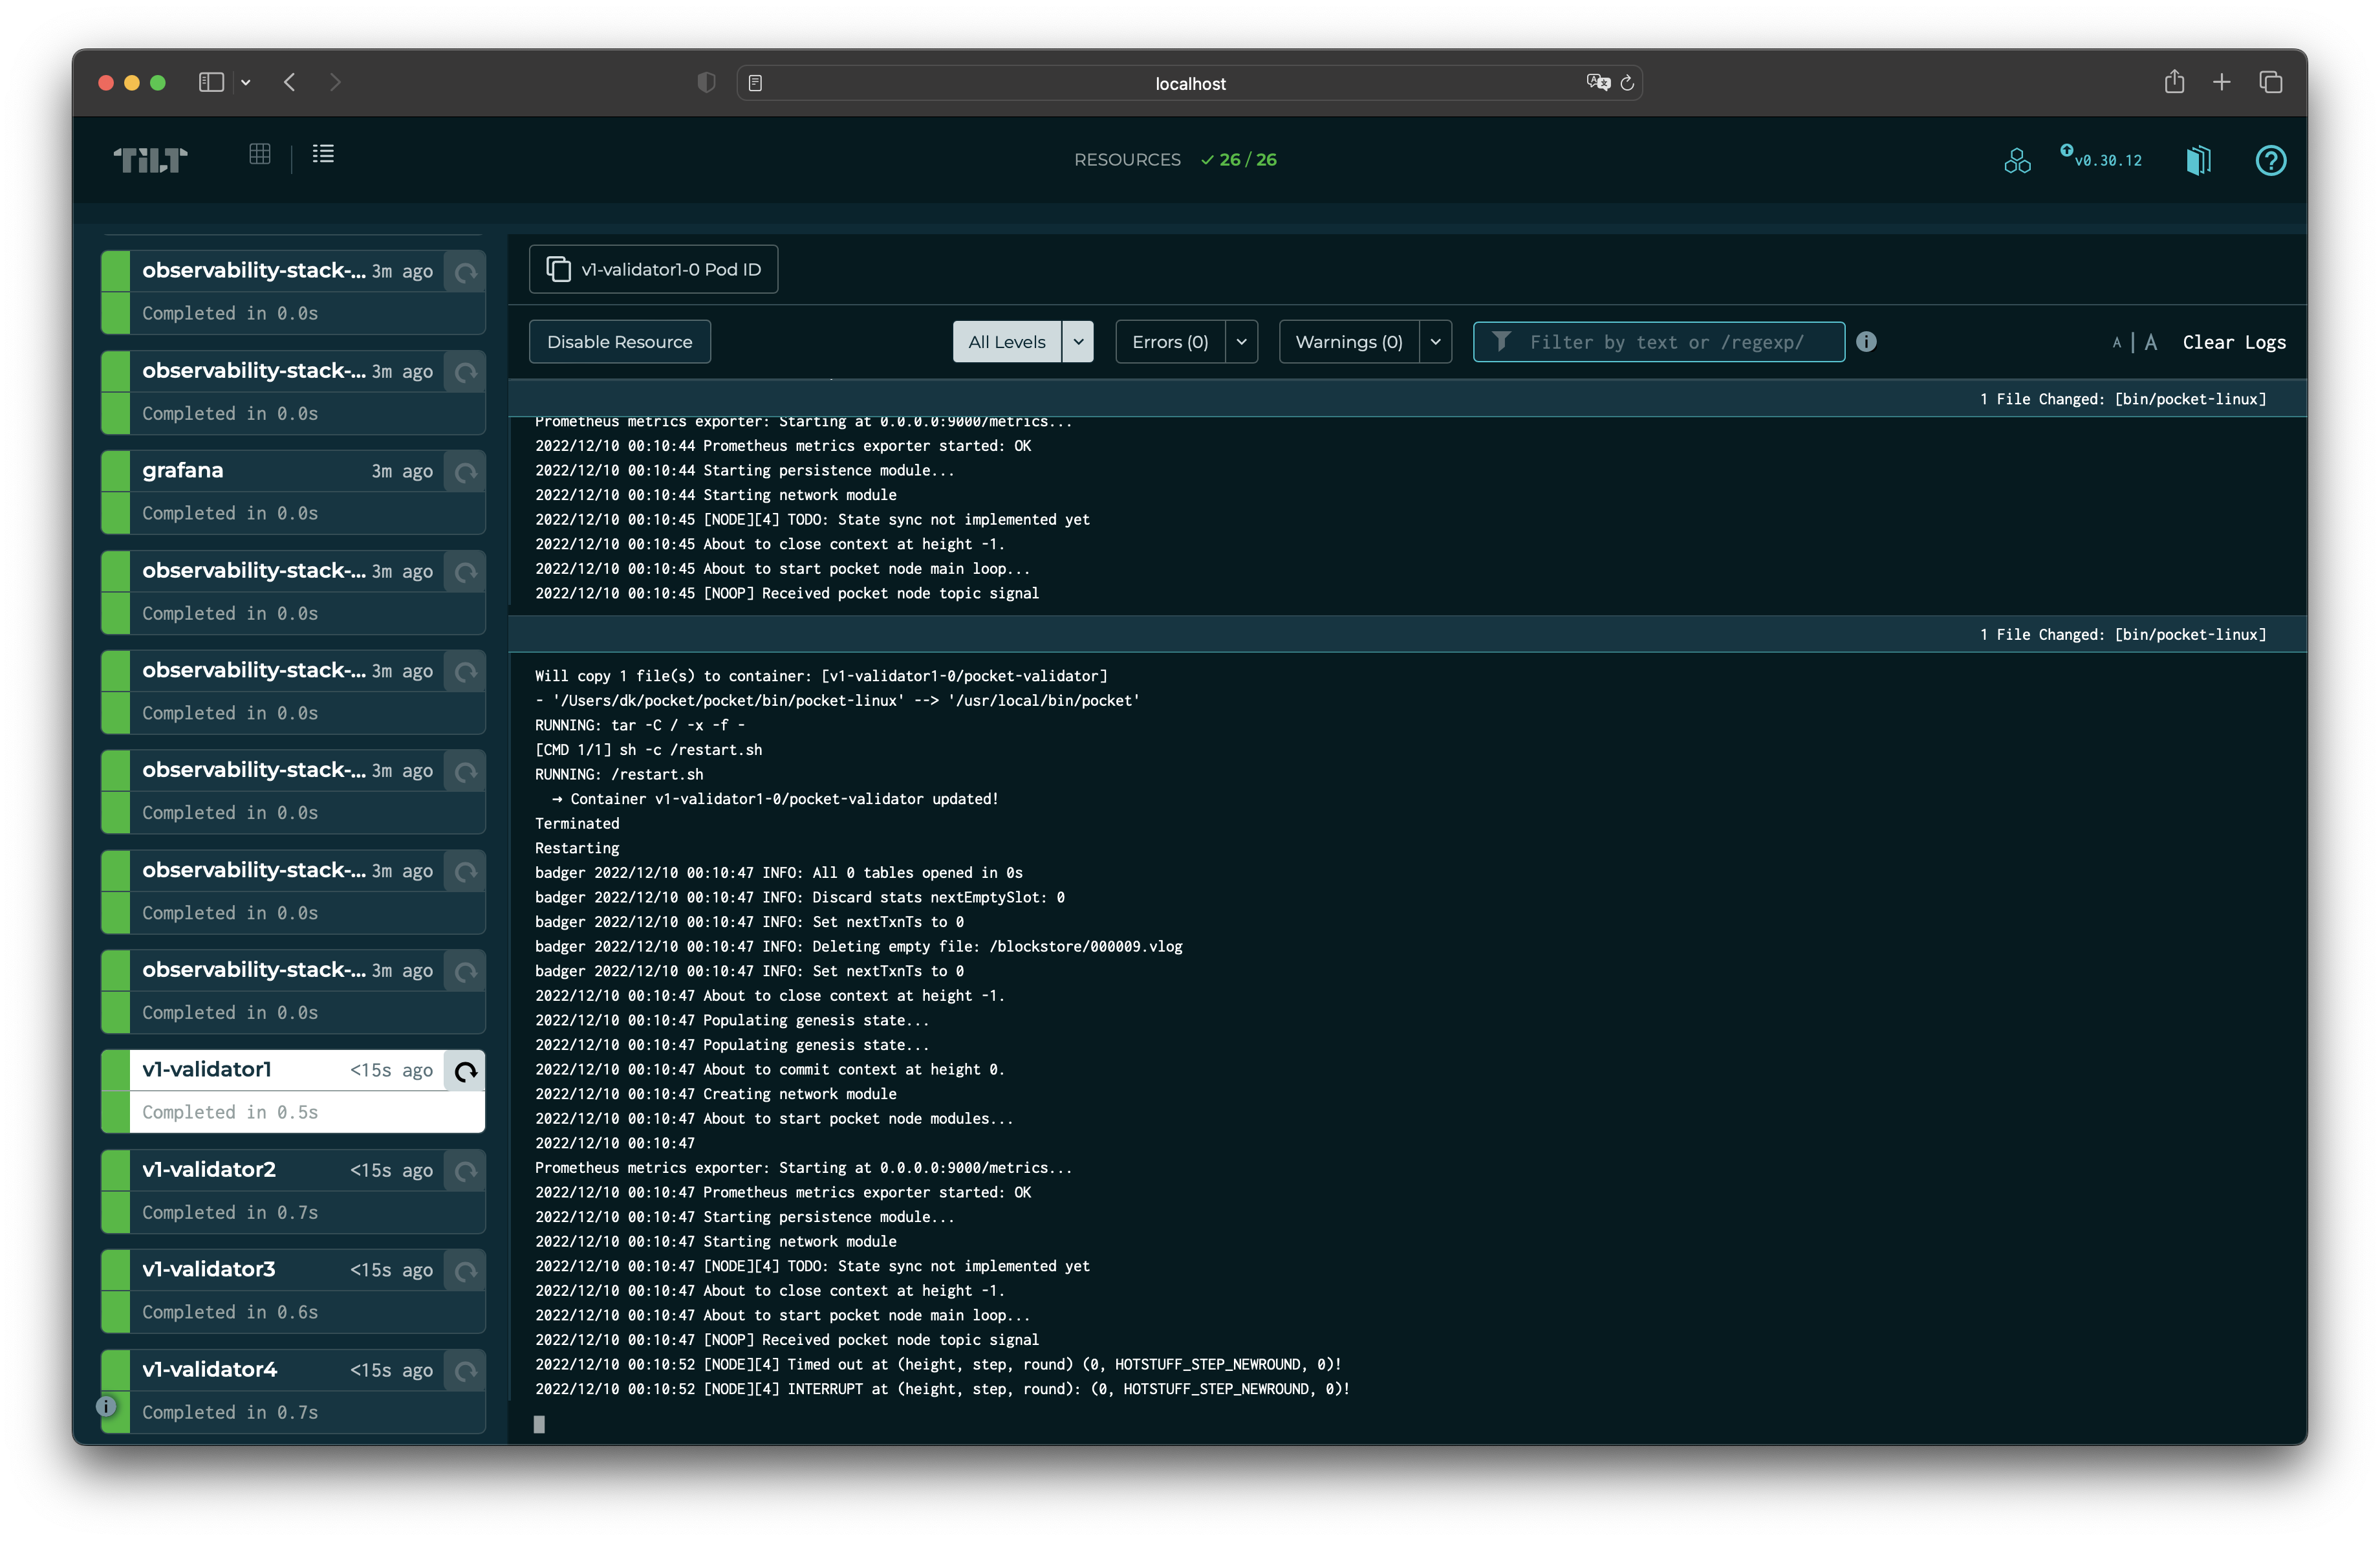 localhost
TILT
RESOURCES ✓ 26 / 26
v0.30.12
observability-stack-... 3m ago
Completed in 0.0s
observability-stack-... 3m ago
Completed in 0.0s
grafana 3m ago
Completed in 0.0s
observability-stack-... 3m ago
Completed in 0.0s
observability-stack-... 3m ago
Completed in 0.0s
observability-stack-... 3m ago
Completed in 0.0s
observability-stack-... 3m ago
Completed in 0.0s
observability-stack-... 3m ago
Completed in 0.0s
v1-validator1 <15s ago
Completed in 0.5s
v1-validator2 <15s ago
Completed in 0.7s
v1-validator3 <15s ago
Completed in 0.6s
v1-validator4 <15s ago
Completed in 0.7s
v1-validator1-0 Pod ID
Disable Resource All Levels Errors (0) Warnings (0) Filter by text or /regexp/ A | A Clear Logs
1 File Changed: [bin/pocket-linux]
Prometheus metrics exporter: Starting at 0.0.0.0:9000/metrics...
2022/12/10 00:10:44 Prometheus metrics exporter started: OK
2022/12/10 00:10:44 Starting persistence module...
2022/12/10 00:10:44 Starting network module
2022/12/10 00:10:45 [NODE][4] TODO: State sync not implemented yet
2022/12/10 00:10:45 About to close context at height -1.
2022/12/10 00:10:45 About to start pocket node main loop...
2022/12/10 00:10:45 [NOOP] Received pocket node topic signal
1 File Changed: [bin/pocket-linux]
Will copy 1 file(s) to container: [v1-validator1-0/pocket-validator]
- '/Users/dk/pocket/pocket/bin/pocket-linux' --> '/usr/local/bin/pocket'
RUNNING: tar -C / -x -f -
[CMD 1/1] sh -c /restart.sh
RUNNING: /restart.sh
→ Container v1-validator1-0/pocket-validator updated!
Terminated
Restarting
badger 2022/12/10 00:10:47 INFO: All 0 tables opened in 0s
badger 2022/12/10 00:10:47 INFO: Discard stats nextEmptySlot: 0
badger 2022/12/10 00:10:47 INFO: Set nextTxnTs to 0
badger 2022/12/10 00:10:47 INFO: Deleting empty file: /blockstore/000009.vlog
badger 2022/12/10 00:10:47 INFO: Set nextTxnTs to 0
2022/12/10 00:10:47 About to close context at height -1.
2022/12/10 00:10:47 Populating genesis state...
2022/12/10 00:10:47 Populating genesis state...
2022/12/10 00:10:47 About to commit context at height 0.
2022/12/10 00:10:47 Creating network module
2022/12/10 00:10:47 About to start pocket node modules...
2022/12/10 00:10:47
Prometheus metrics exporter: Starting at 0.0.0.0:9000/metrics...
2022/12/10 00:10:47 Prometheus metrics exporter started: OK
2022/12/10 00:10:47 Starting persistence module...
2022/12/10 00:10:47 Starting network module
2022/12/10 00:10:47 [NODE][4] TODO: State sync not implemented yet
2022/12/10 00:10:47 About to close context at height -1.
2022/12/10 00:10:47 About to start pocket node main loop...
2022/12/10 00:10:47 [NOOP] Received pocket node topic signal
2022/12/10 00:10:52 [NODE][4] Timed out at (height, step, round) (0, HOTSTUFF_STEP_NEWROUND, 0)!
2022/12/10 00:10:52 [NODE][4] INTERRUPT at (height, step, round): (0, HOTSTUFF_STEP_NEWROUND, 0)!